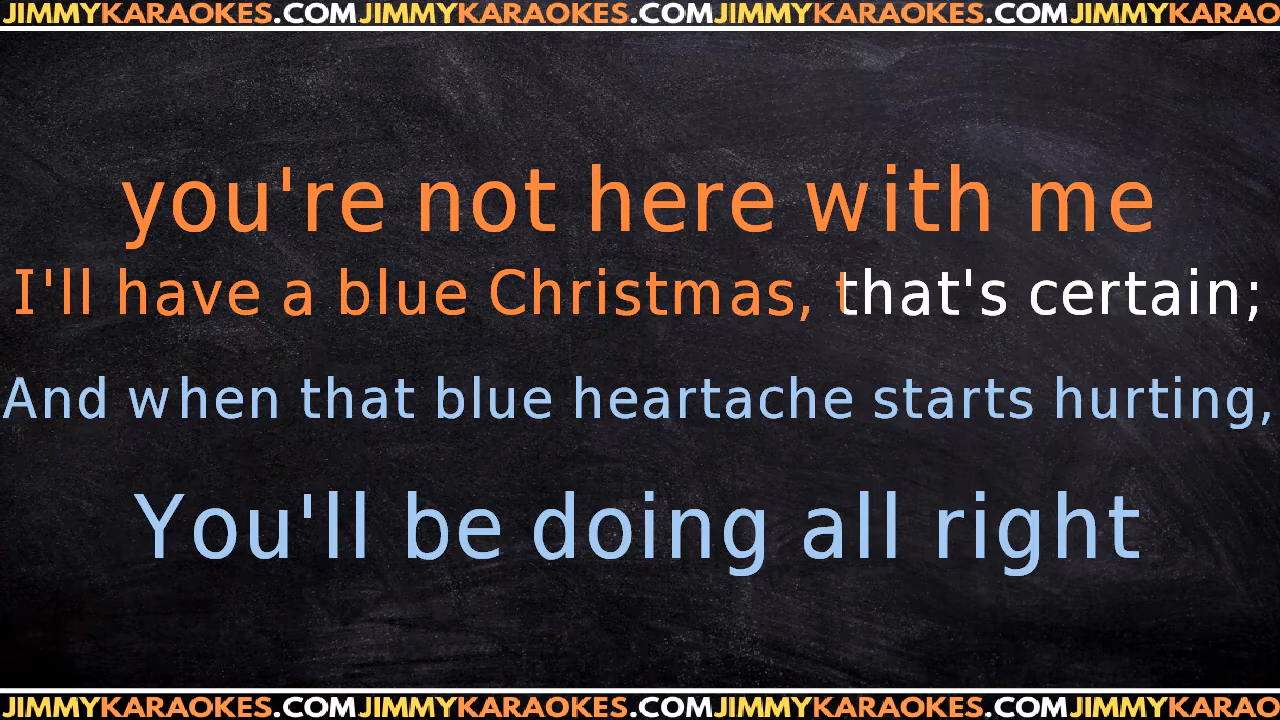 JIMMYKARAOKES.COMJIMMYKARAOKES.COMJIMMYKARAOKES.COMJIMMYKARAO
you're not here with me
I'll have a blue Christmas, that's certain;
And when that blue heartache starts hurting,
You'll be doing all right
JIMMYKARAOKES.COMJIMMYKARAOKES.COMJIMMYKARAOKES.COMJIMMYKARAO